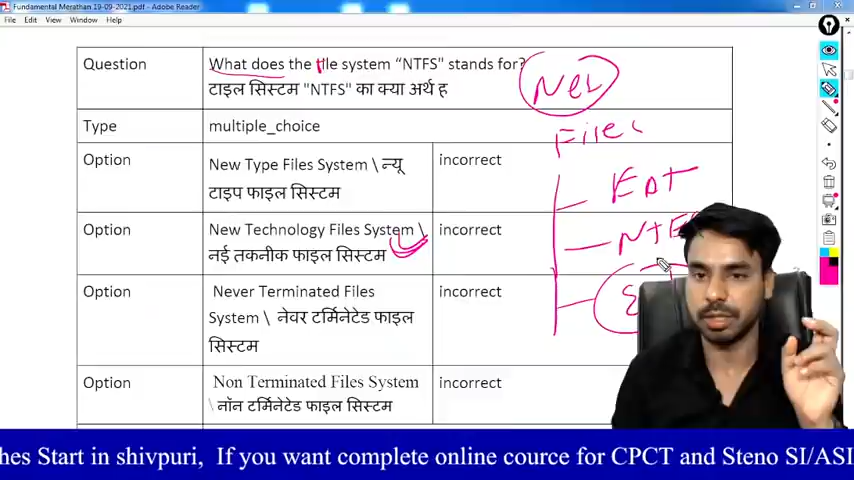 Fundamental Merathan 19-09-2021.pdf - Adobe Reader
File Edit View Window Help
Question
What does the file system “NTFS" stands for?
टाइल सिस्टम "NTFS" का क्या अर्थ ह
Type
multiple_choice
Option
New Type Files System \ न्यू
टाइप फाइल सिस्टम
incorrect
Option
New Technology Files System \
नई तकनीक फाइल सिस्टम
incorrect
Option
Never Terminated Files
System \ नेवर टर्मिनेटेड फाइल
सिस्टम
incorrect
Option
Non Terminated Files System
\नॉन टर्मिनेटेड फाइल सिस्टम
incorrect
Files
hes Start in shivpuri, If you want complete online cource for CPCT and Steno SI/ASI